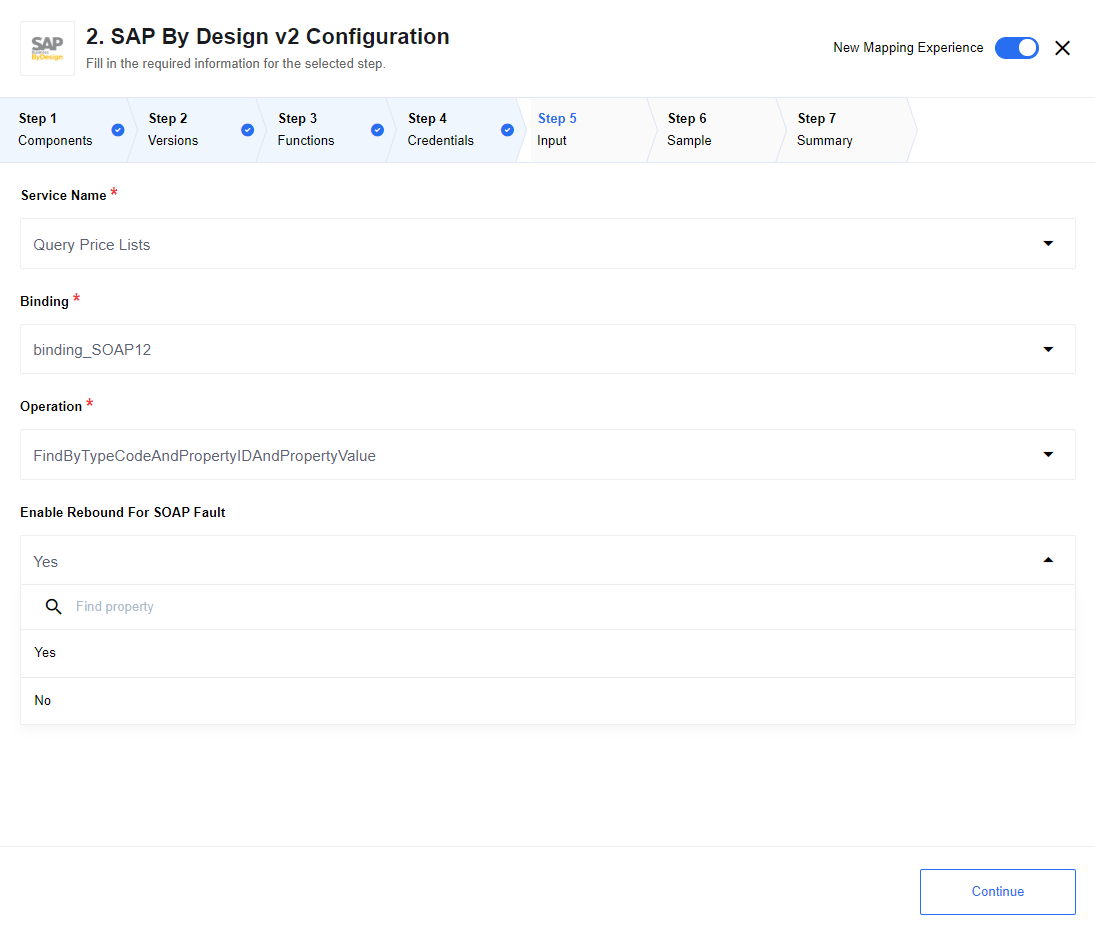 SAP
ByDesign
2. SAP By Design v2 Configuration
Fill in the required information for the selected step.
New Mapping Experience
Step 1
Components
Step 2
Versions
Step 3
Functions
Step 4
Credentials
Step 5
Input
Step 6
Sample
Step 7
Summary
Service Name *
Query Price Lists
Binding *
binding_SOAP12
Operation *
FindByTypeCodeAndPropertyIDAndPropertyValue
Enable Rebound For SOAP Fault
Yes
Find property
Yes
No
Continue